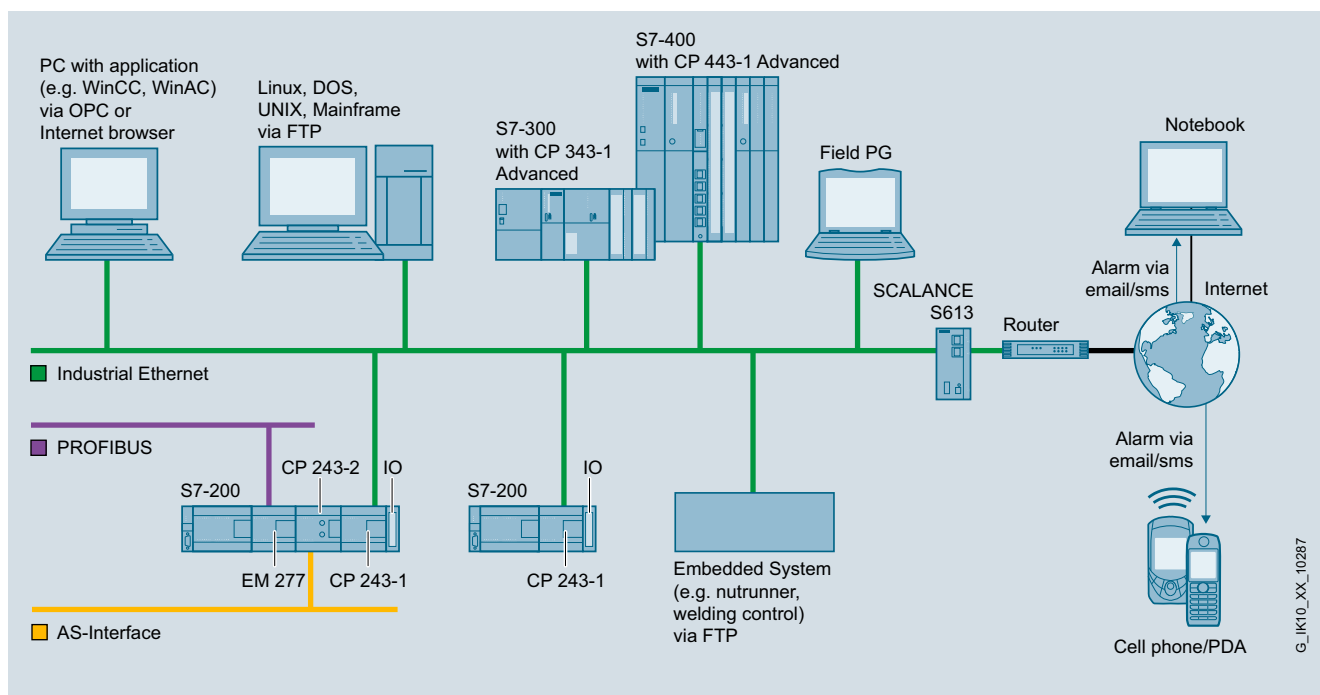 PC with application
(e.g. WinCC, WinAC)
via OPC or
Internet browser
Linux, DOS,
UNIX, Mainframe
via FTP
S7-300
with CP 343-1
Advanced
S7-400
with CP 443-1 Advanced
Field PG
Notebook
Alarm via
email/sms
Internet
SCALANCE
S613
Router
Industrial Ethernet
PROFIBUS
S7-200
CP 243-2
IO
EM 277
CP 243-1
AS-Interface
S7-200
IO
CP 243-1
Embedded System
(e.g. nutrunner,
welding control)
via FTP
Alarm via
email/sms
Cell phone/PDA
G_IK10_XX_10287